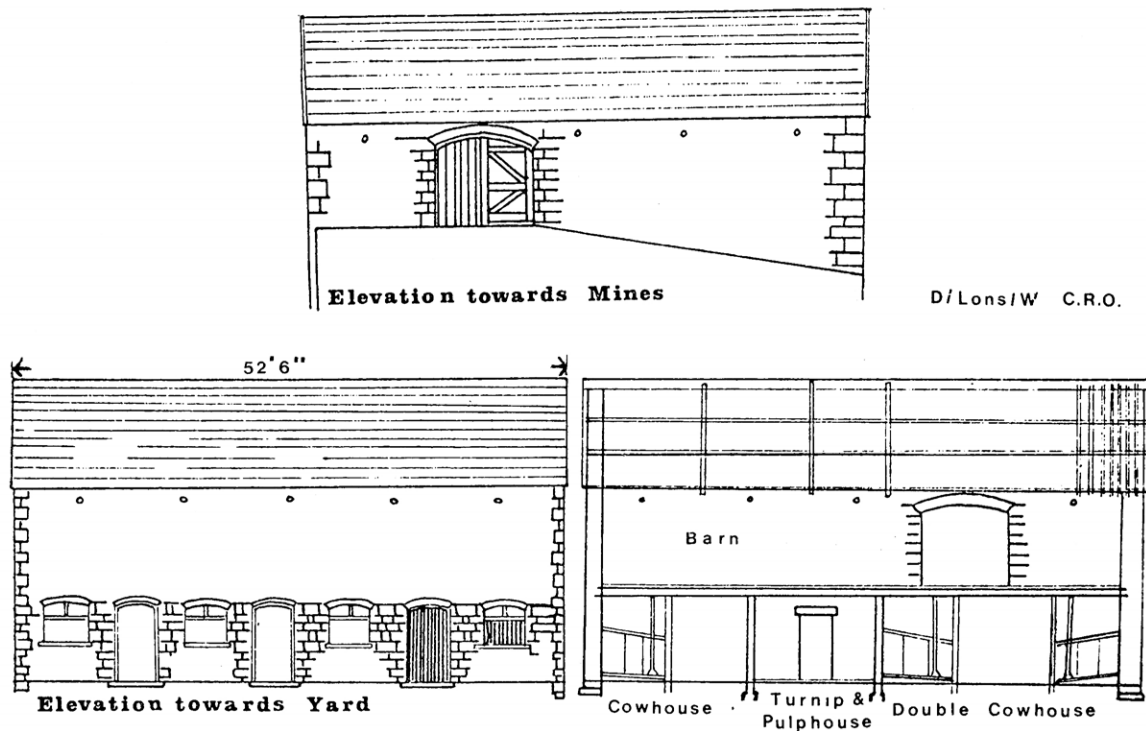 Elevation towards Mines
D/Lons/W C.R.O.
52'6"
Barn
Elevation towards Yard
Cowhouse
Turnip &
Pulphouse
Double Cowhouse